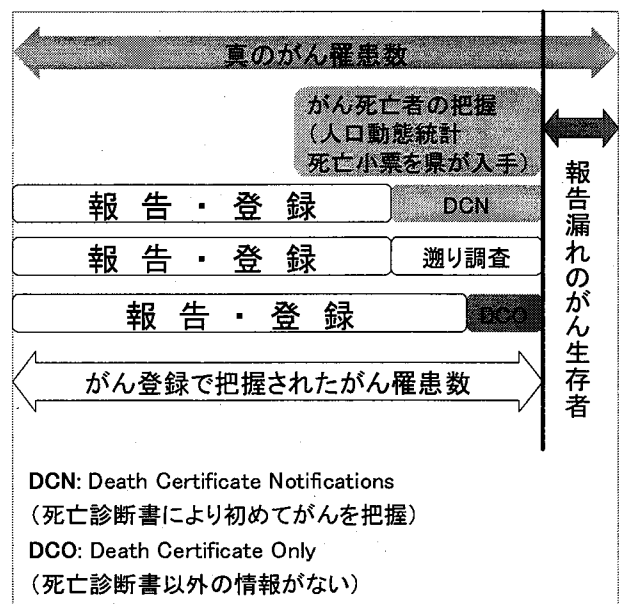 真のがん罹患数
がん死亡者の把握
(人口動態統計
死亡小票を県が入手)
報告・登録
DCN
報告・登録
遡り調査
報告・登録
DCO
がん登録で把握されたがん罹患数
報告漏れのがん生存者
DCN: Death Certificate Notifications
(死亡診断書により初めてがんを把握)
DCO: Death Certificate Only
(死亡診断書以外の情報がない)